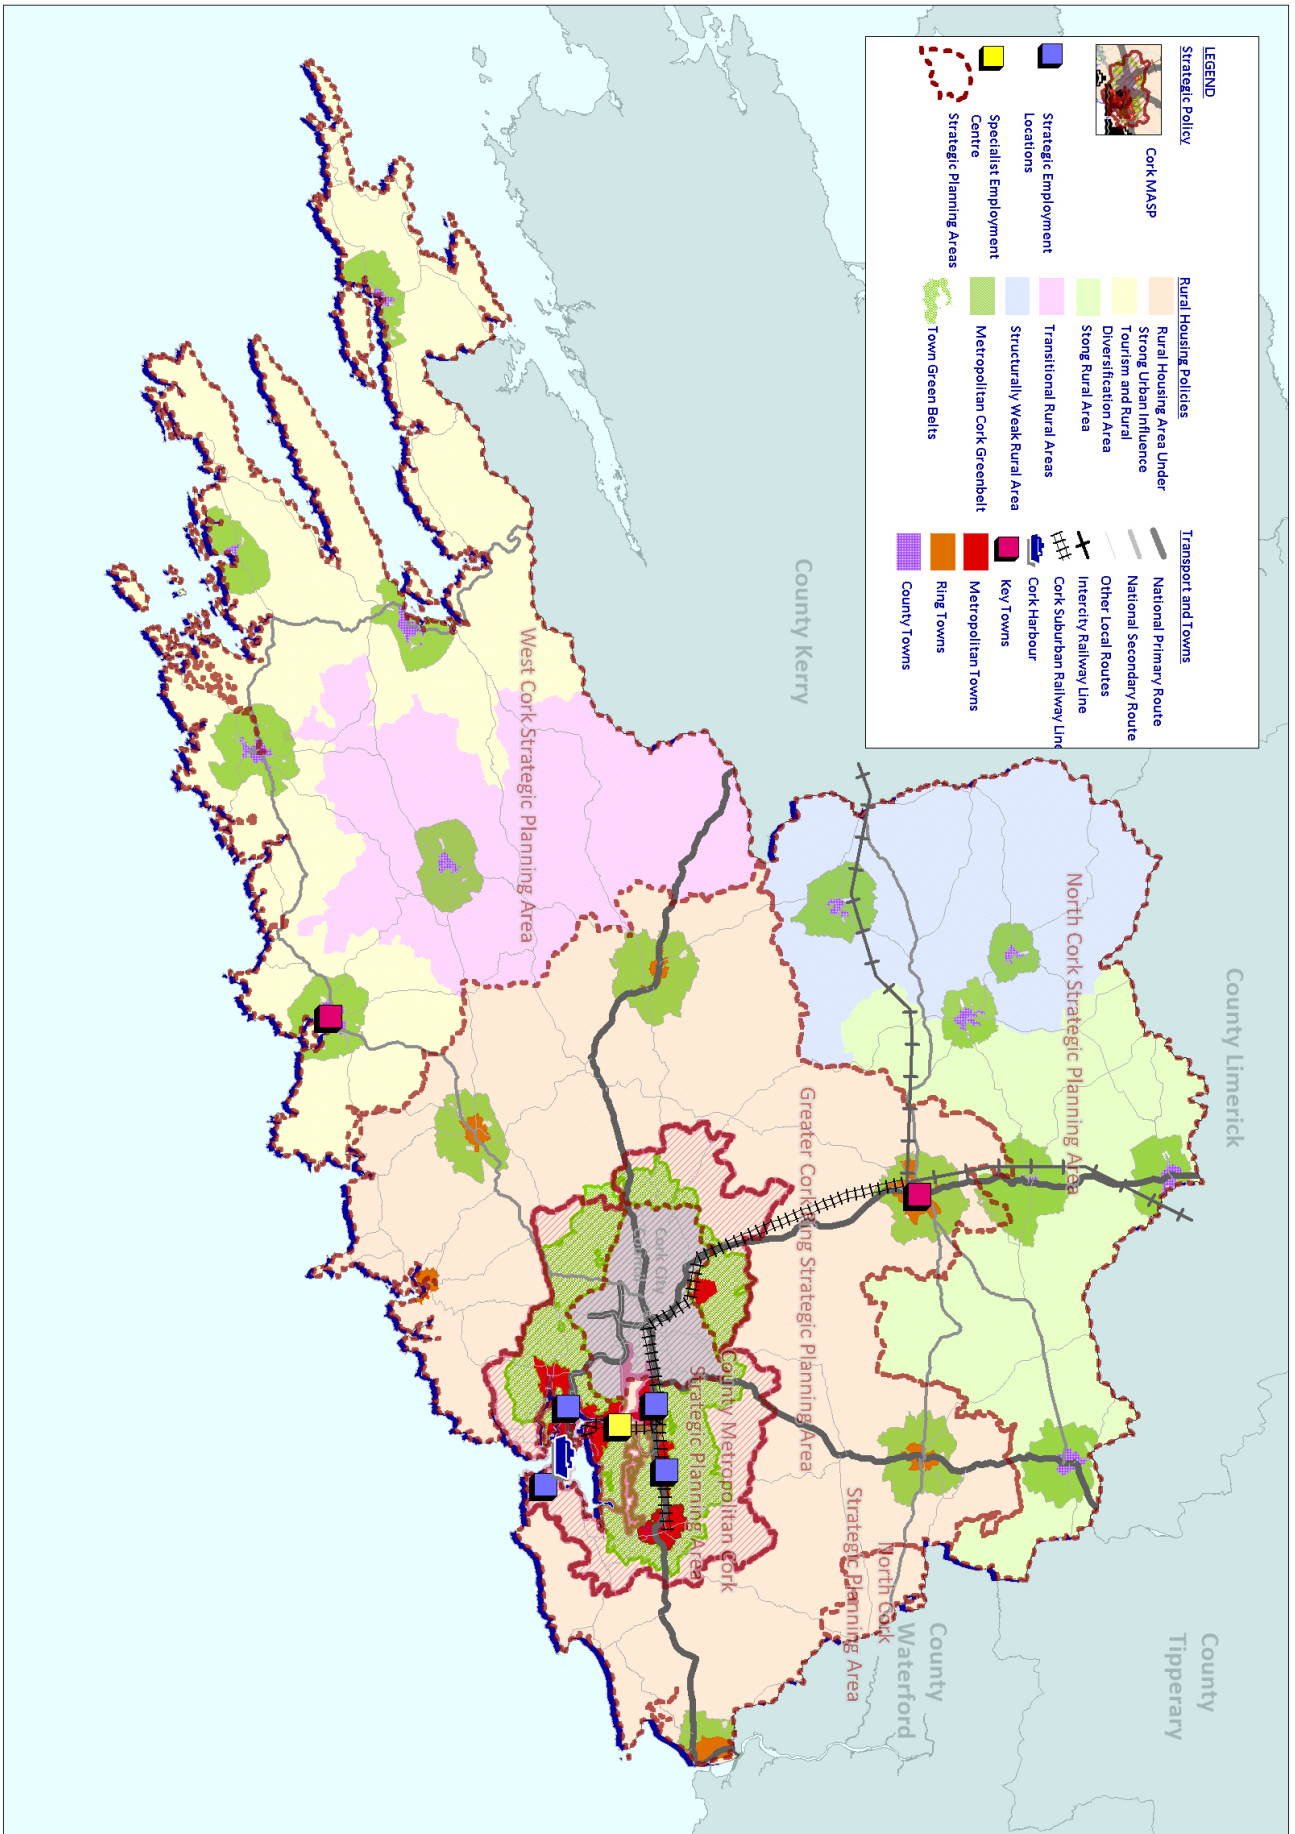 LEGEND
Strategic Policy
Cork MASP
Strategic Employment
Locations
Specialist Employment
Centre
Strategic Planning Areas
Rural Housing Policies
Rural Housing Area Under
Strong Urban Influence
Tourism and Rural
Diversification Area
Stong Rural Area
Transitional Rural Areas
Structurally Weak Rural Area
Metropolitan Cork Greenbelt
Town Green Belts
Transport and Towns
National Primary Route
National Secondary Route
Other Local Routes
Intercity Railway Line
Cork Suburban Railway Line
Cork Harbour
Key Towns
Metropolitan Towns
Ring Towns
County Towns
County Limerick
County
Tipperary
North Cork Strategic Planning Area
County Kerry
County
Waterford
North Cork
Strategic Planning Area
Greater Cork Ring Strategic Planning Area
County Metropolitan Cork
Strategic Planning Area
Cork City
West Cork Strategic Planning Area